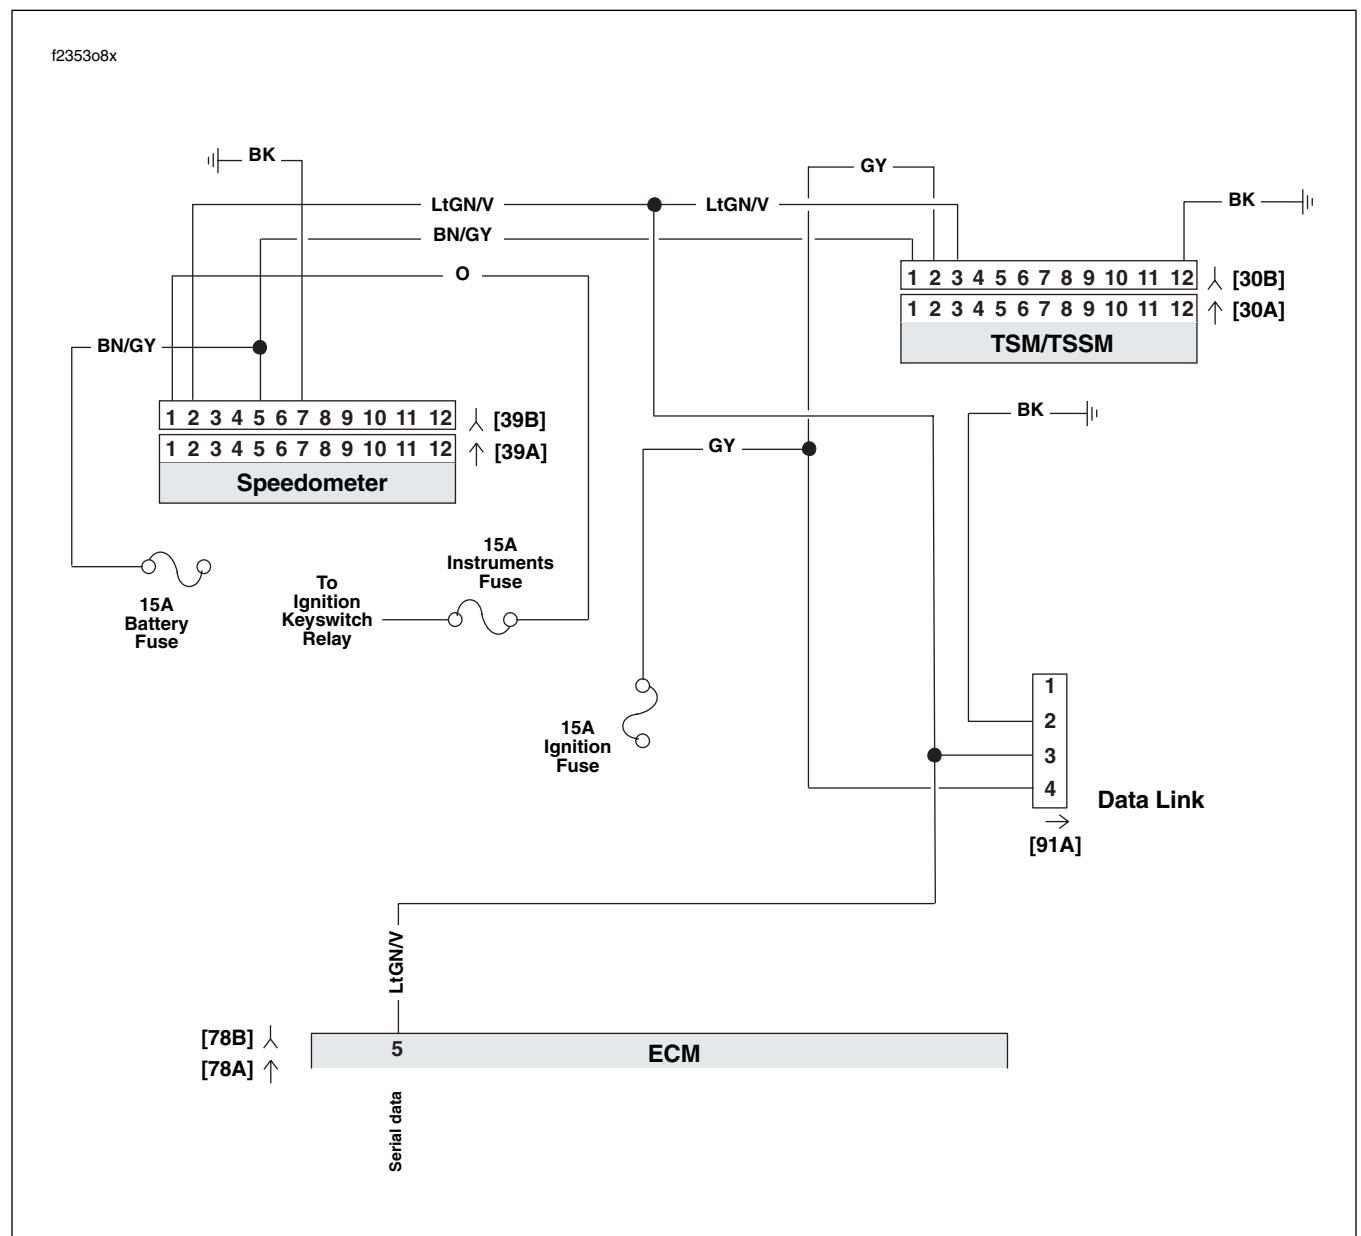 f2353o8x
BK
GY
LtGN/V
LtGN/V
BK
BN/GY
O
1 2 3 4 5 6 7 8 9 10 11 12 [30B]
1 2 3 4 5 6 7 8 9 10 11 12 [30A]
TSM/TSSM
BN/GY
1 2 3 4 5 6 7 8 9 10 11 12 [39B]
1 2 3 4 5 6 7 8 9 10 11 12 [39A]
Speedometer
BK
GY
15A
Battery
Fuse
To
Ignition
Keyswitch
Relay
15A
Instruments
Fuse
15A
Ignition
Fuse
1
2
3
4
Data Link
[91A]
LtGN/V
[78B]
[78A]
5
ECM
Serial data